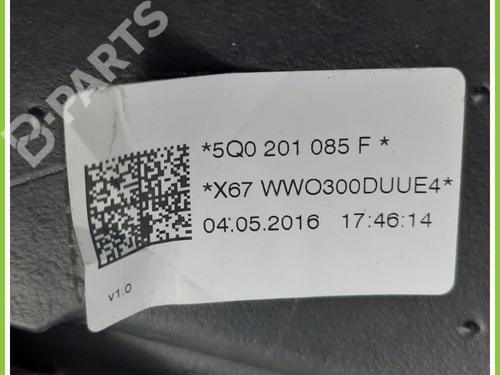 B-PARTS
*5Q0 201 085 F *
*X67 WWO300DUUE4*
04.05.2016 17:46:14
v1.0